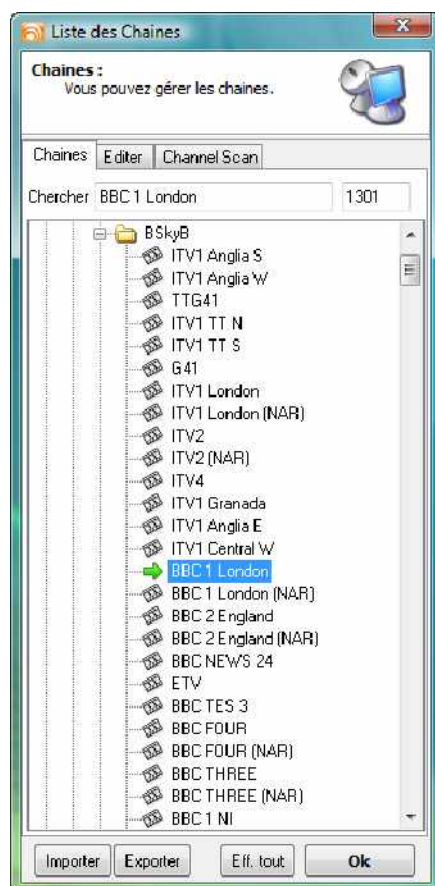 Liste des Chaines
Chaines :
Vous pouvez gérer les chaines.
Chaines Editer Channel Scan
Chercher BBC 1 London 1301
BSkyB
ITV1 Anglia S
ITV1 Anglia W
TTG41
ITV1 TT N
ITV1 TT S
G41
ITV1 London
ITV1 London (NAR)
ITV2
ITV2 (NAR)
ITV4
ITV1 Granada
ITV1 Anglia E
ITV1 Central W
BBC 1 London
BBC 1 London (NAR)
BBC 2 England
BBC 2 England (NAR)
BBC NEWS 24
ETV
BBC TES 3
BBC FOUR
BBC FOUR (NAR)
BBC THREE
BBC THREE (NAR)
BBC 1 NI
Importer Exporter Eff. tout Ok